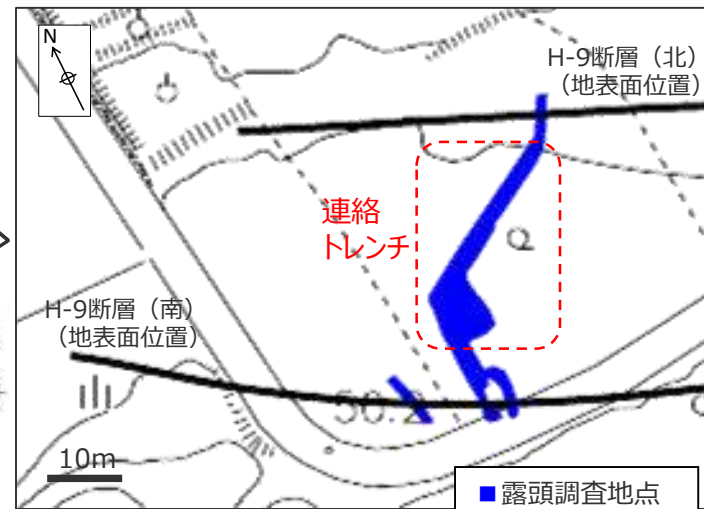 N
H-9断層（北）
（地表面位置）
連絡
トレンチ
H-9断層（南）
（地表面位置）
50.2
10m
■露頭調査地点